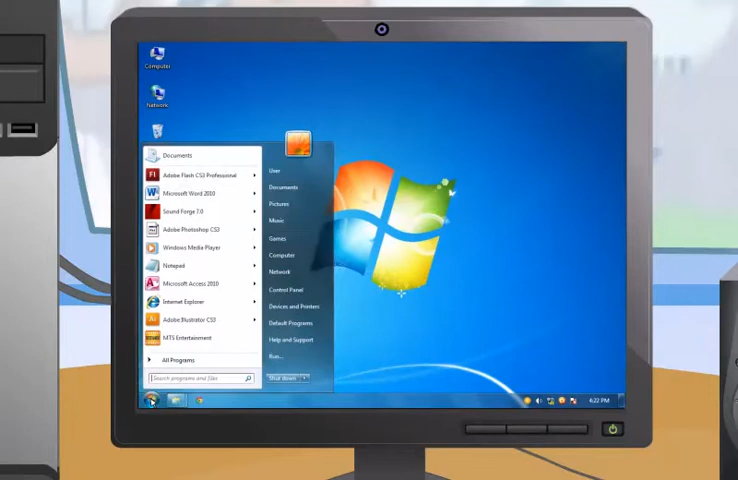 Computer
Network
Documents
Adobe Flash CS3 Professional
Microsoft Word 2010
Sound Forge 7.0
Adobe Photoshop CS3
Windows Media Player
Notepad
Microsoft Access 2010
Internet Explorer
Adobe Illustrator CS3
MTS Entertainment
All Programs
Search programs and files
User
Documents
Pictures
Music
Games
Computer
Network
Control Panel
Devices and Printers
Default Programs
Help and Support
Run...
Shut down
6:22 PM